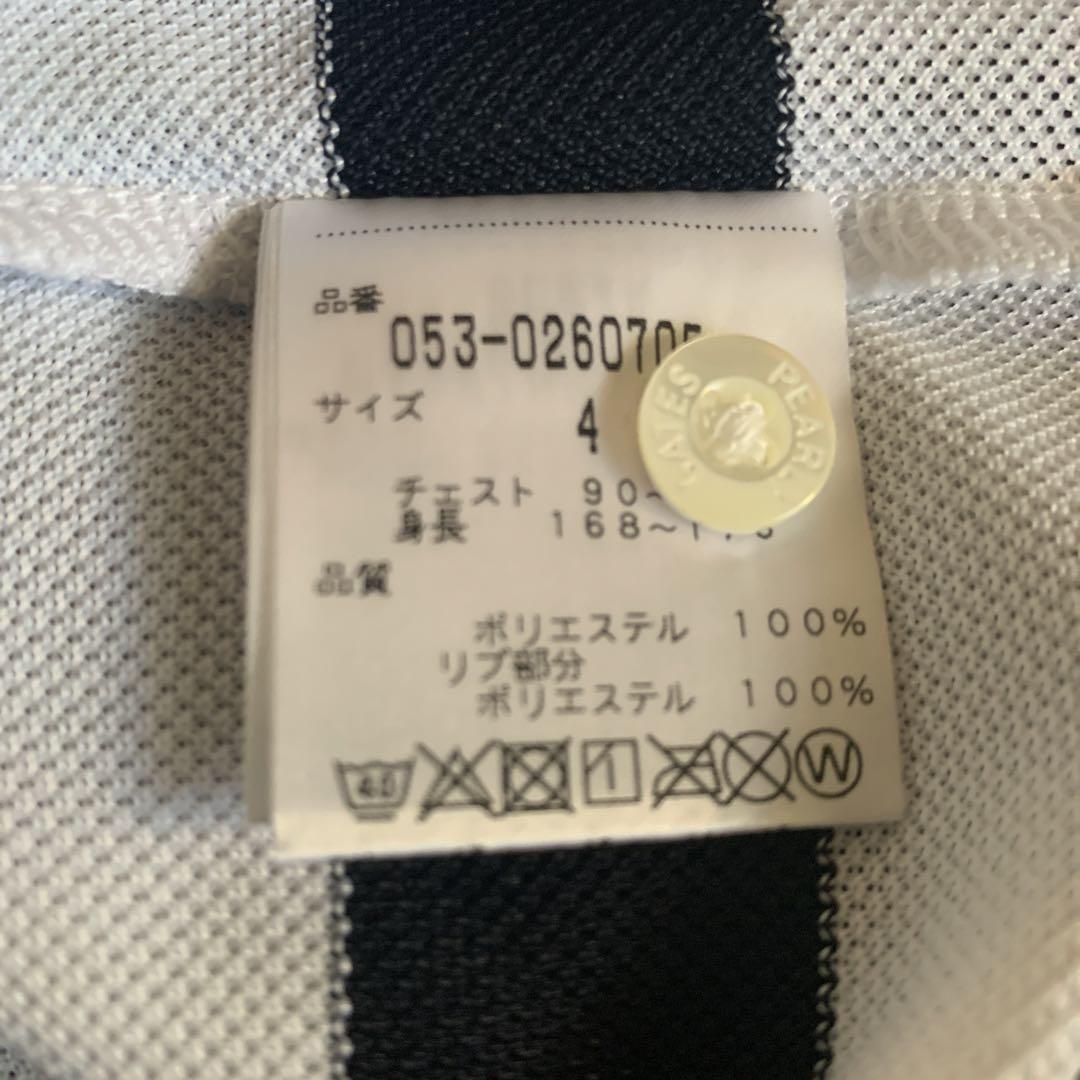 品番
053-0260705
サイズ 4
チェスト 90~
身長 168~17
品質
ポリエステル 100%
リブ部分
ポリエステル 100%
40
W
PEARLY GATES